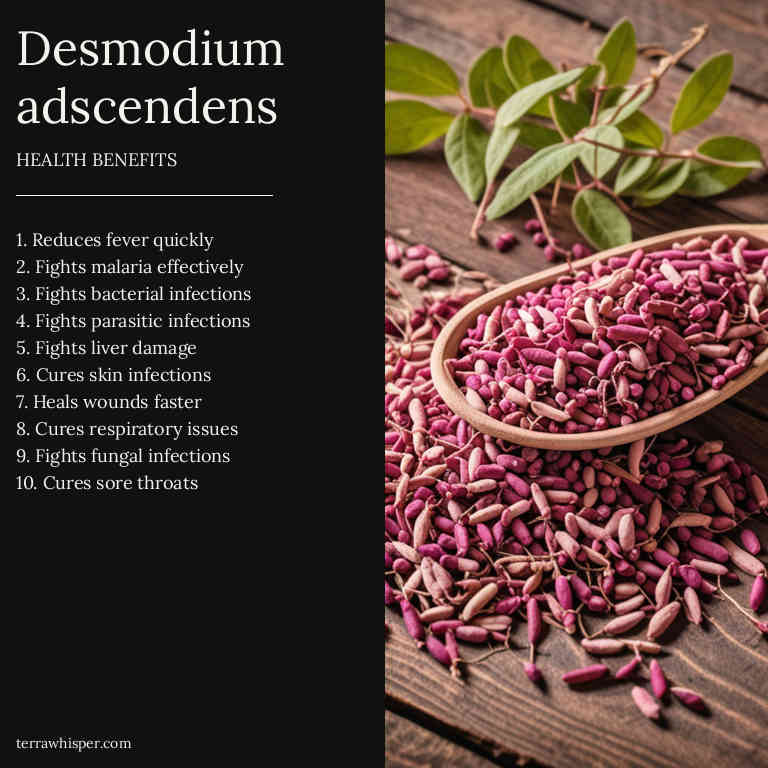 Desmodium
adscendens
HEALTH BENEFITS
1. Reduces fever quickly
2. Fights malaria effectively
3. Fights bacterial infections
4. Fights parasitic infections
5. Fights liver damage
6. Cures skin infections
7. Heals wounds faster
8. Cures respiratory issues
9. Fights fungal infections
10. Cures sore throats
terrawhisper.com